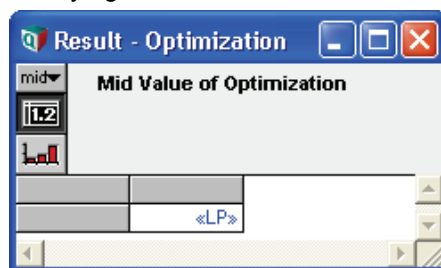 Result - Optimization
mid
Mid Value of Optimization
1.2
«LP»